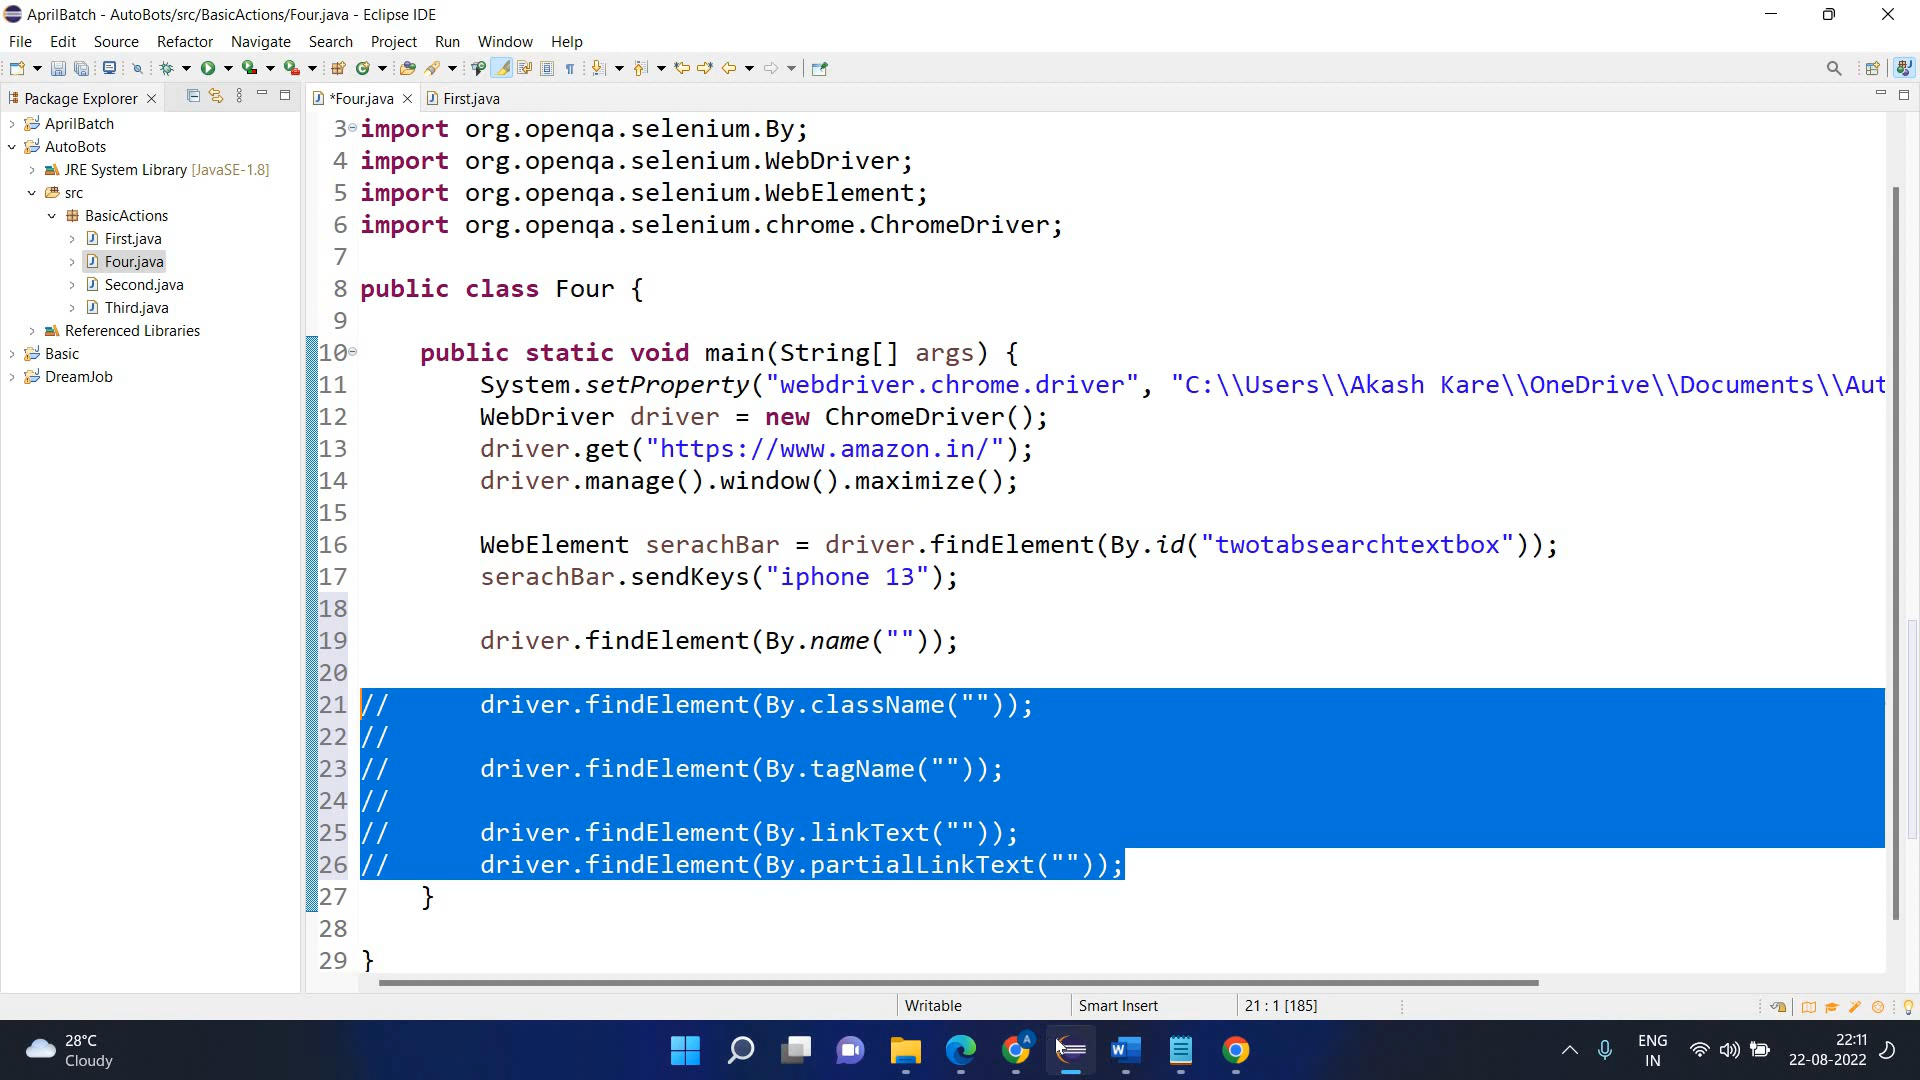 AprilBatch - AutoBots/src/BasicActions/Four.java - Eclipse IDE
File Edit Source Refactor Navigate Search Project Run Window Help
Package Explorer
*Four.java
First.java
AprilBatch
AutoBots
JRE System Library [JavaSE-1.8]
src
BasicActions
First.java
Four.java
Second.java
Third.java
Referenced Libraries
Basic
DreamJob
3 import org.openqa.selenium.By;
4 import org.openqa.selenium.WebDriver;
5 import org.openqa.selenium.WebElement;
6 import org.openqa.selenium.chrome.ChromeDriver;
7
8 public class Four {
9
10 public static void main(String[] args) {
11 System.setProperty("webdriver.chrome.driver", "C:\\Users\\Akash Kare\\OneDrive\\Documents\\Aut
12 WebDriver driver = new ChromeDriver();
13 driver.get("https://www.amazon.in/");
14 driver.manage().window().maximize();
15
16 WebElement serachBar = driver.findElement(By.id("twotabsearchtextbox"));
17 serachBar.sendKeys("iphone 13");
18
19 driver.findElement(By.name(""));
20
21 // driver.findElement(By.className(""));
22 //
23 // driver.findElement(By.tagName(""));
24 //
25 // driver.findElement(By.linkText(""));
26 // driver.findElement(By.partialLinkText(""));
27 }
28
29 }
Writable
Smart Insert
21 : 1 [185]
28°C
Cloudy
A
W
ENG
IN
22:11
22-08-2022